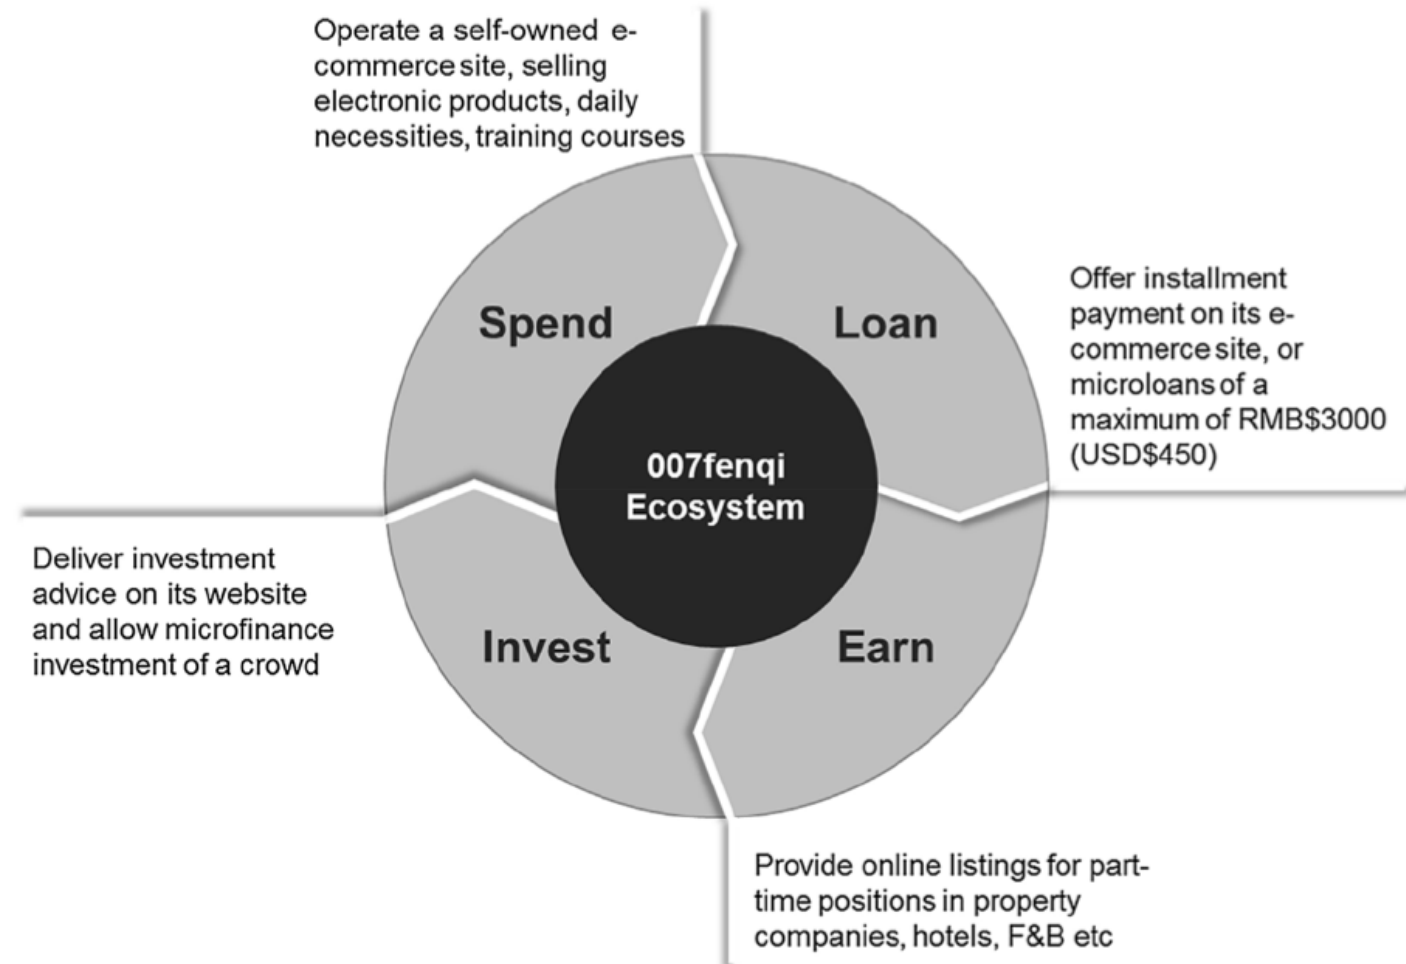 Operate a self-owned e-
commerce site, selling
electronic products, daily
necessities, training courses
Spend
Loan
Offer installment
payment on its e-
commerce site, or
microloans of a
maximum of RMB$3000
(USD$450)
007fenqi
Ecosystem
Deliver investment
advice on its website
and allow microfinance
investment of a crowd
Invest
Earn
Provide online listings for part-
time positions in property
companies, hotels, F&B etc